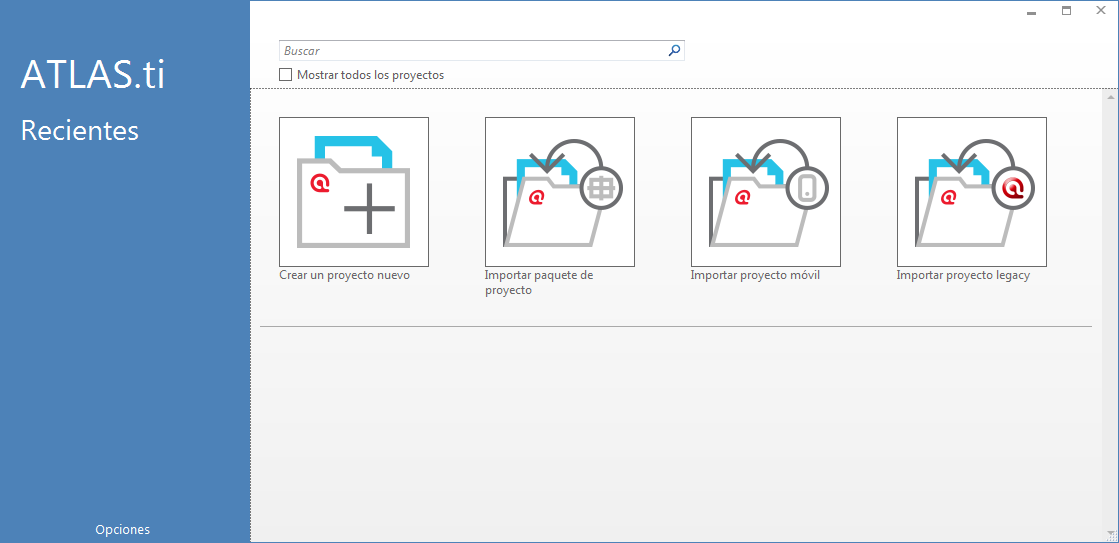 ATLAS.ti
Recientes
Buscar
Mostrar todos los proyectos
Crear un proyecto nuevo
Importar paquete de
proyecto
Importar proyecto móvil
Importar proyecto legacy
Opciones